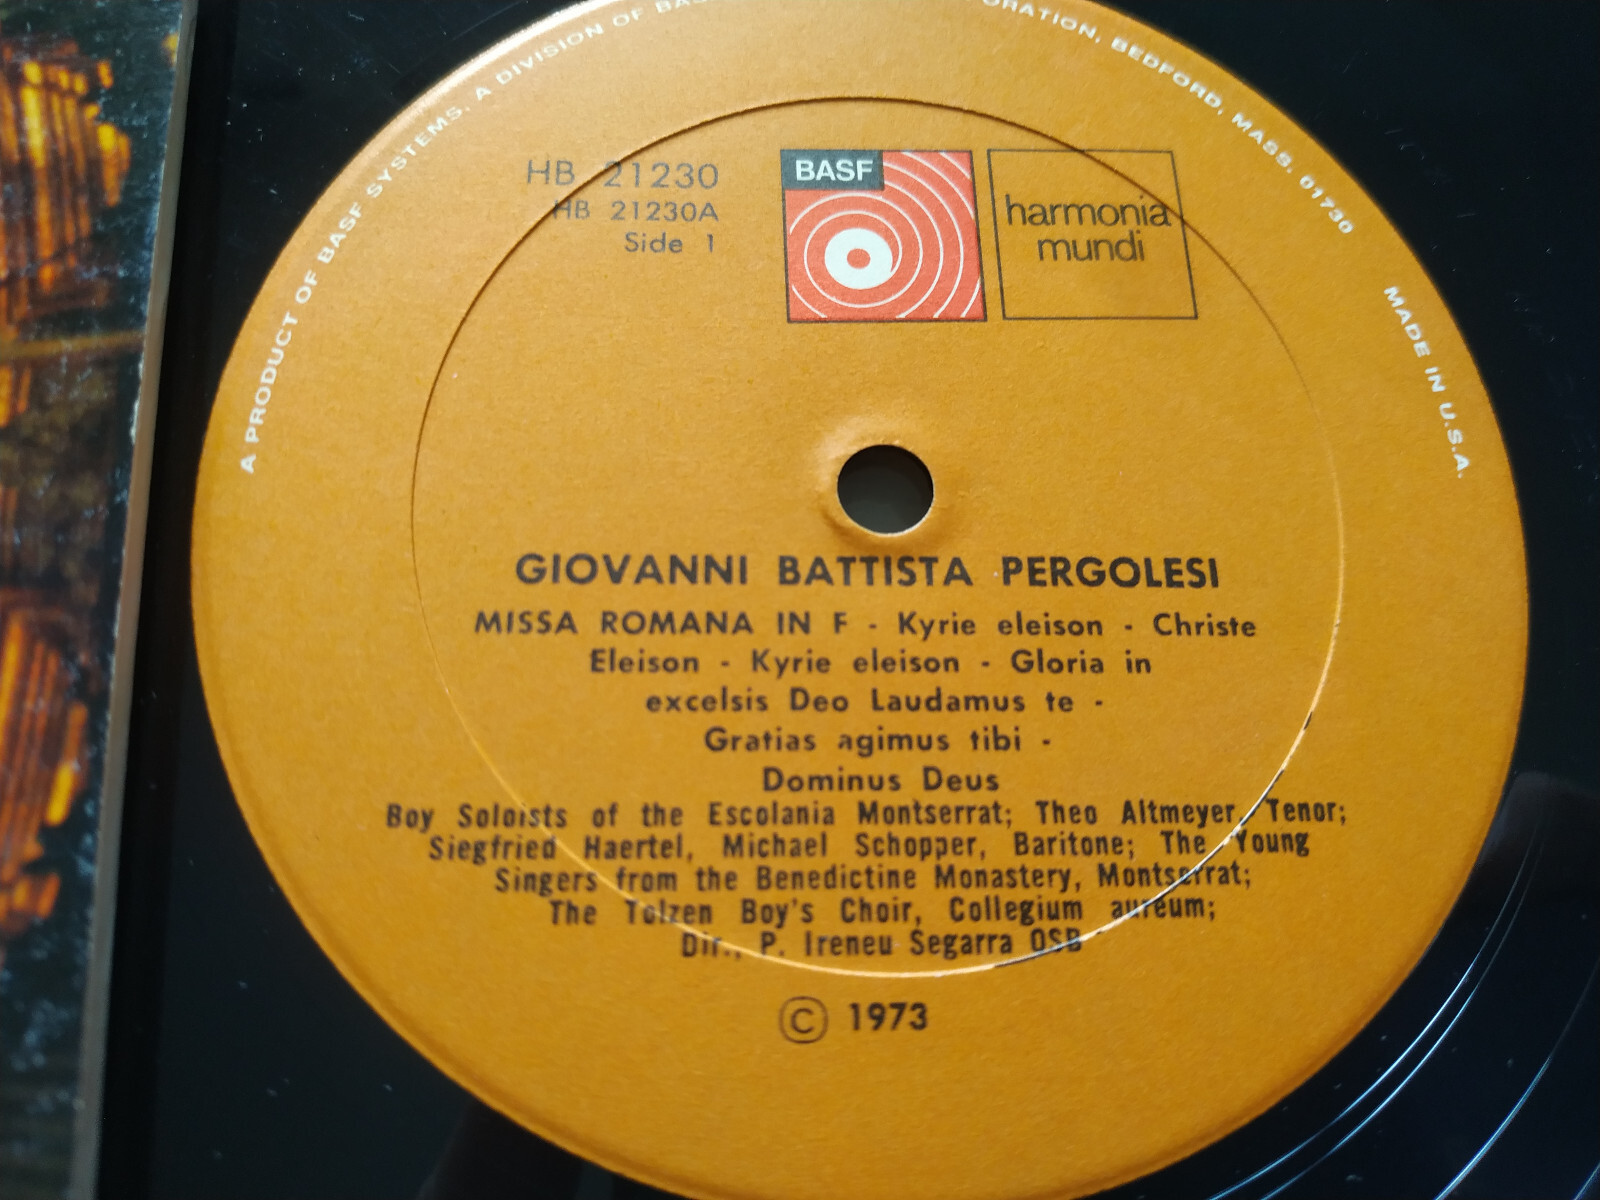 A PRODUCT OF BASF SYSTEMS. A DIVISION OF
BEDFORD, MASS. 01730
MADE IN U.S.A.
HB 21230
HB 21230A
Side 1
BASF
harmonia
mundi
GIOVANNI BATTISTA PERGOLESI
MISSA ROMANA IN F - Kyrie eleison - Christe
Eleison - Kyrie eleison - Gloria in
excelsis Deo Laudamus te -
Gratias agimus tibi -
Dominus Deus
Boy Soloists of the Escolania Montserrat; Theo Altmeyer, Tenor;
Siegfried Haertel, Michael Schopper, Baritone; The Young
Singers from the Benedictine Monastery, Montserrat;
The Tolzen Boy's Choir, Collegium aureum;
Dir., P. Ireneu Segarra OSB
© 1973